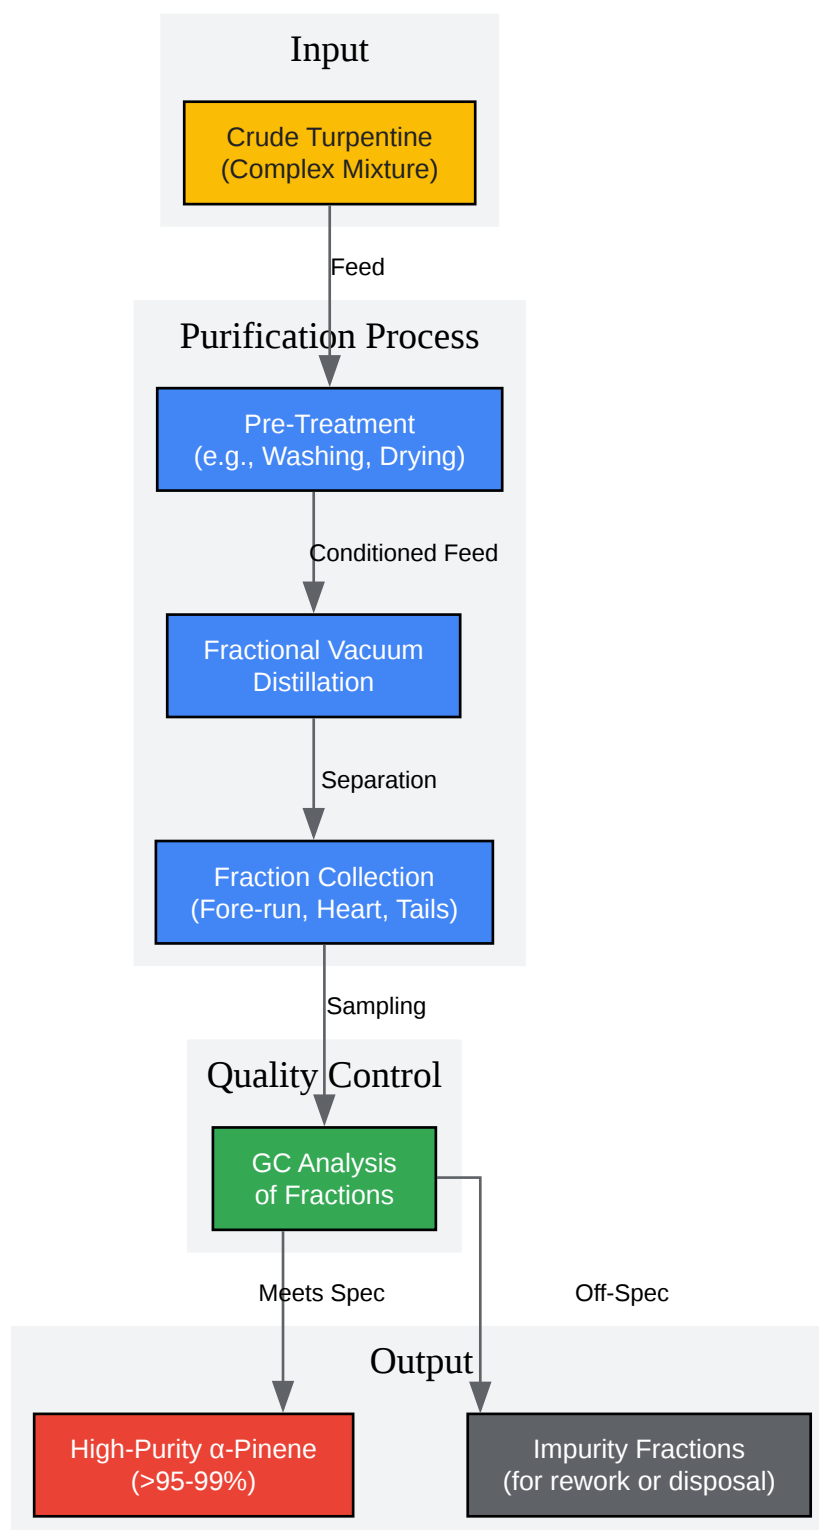 Input
Crude Turpentine
(Complex Mixture)
Feed
Purification Process
Pre-Treatment
(e.g., Washing, Drying)
Conditioned Feed
Fractional Vacuum
Distillation
Separation
Fraction Collection
(Fore-run, Heart, Tails)
Sampling
Quality Control
GC Analysis
of Fractions
Meets Spec
Off-Spec
Output
High-Purity α-Pinene
(>95-99%)
Impurity Fractions
(for rework or disposal)